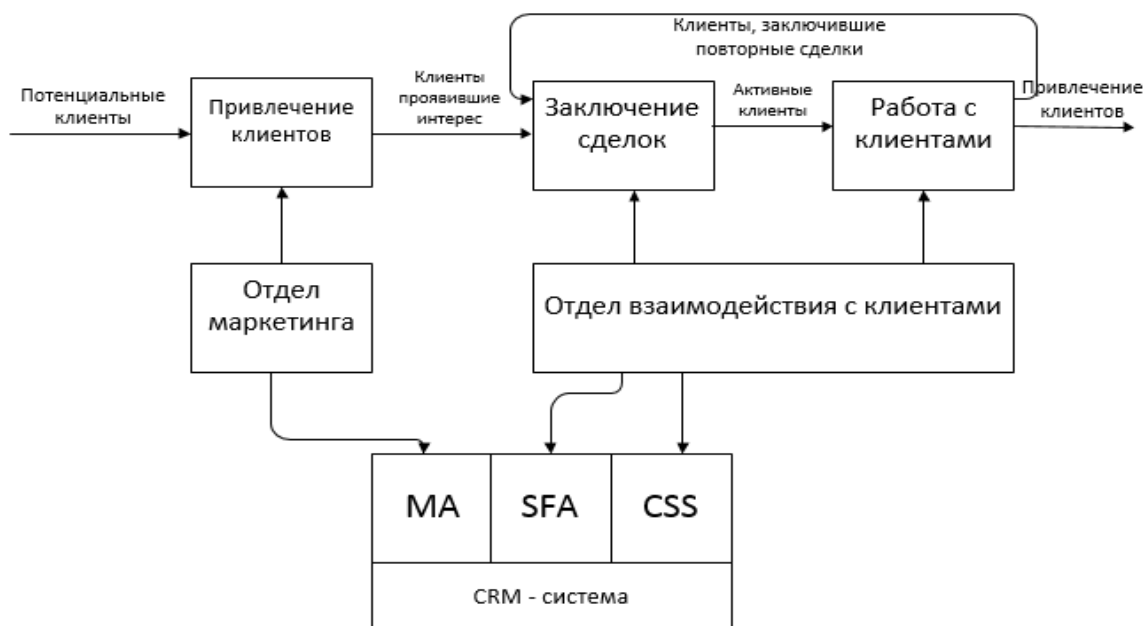 Клиенты, заключившие
повторные сделки
Потенциальные
клиенты
Привлечение
клиентов
Клиенты
проявившие
интерес
Заключение
сделок
Активные
клиенты
Работа с
клиентами
Привлечение
клиентов
Отдел
маркетинга
Отдел взаимодействия с клиентами
MA
SFA
CSS
CRM - система